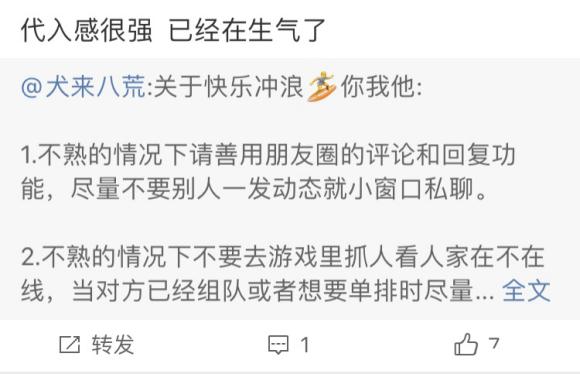 代入感很强 已经在生气了
@犬来八荒:关于快乐冲浪🏄你我他:
1.不熟的情况下请善用朋友圈的评论和回复功
能，尽量不要别人一发动态就小窗口私聊。
2.不熟的情况下不要去游戏里抓人看人家在不在
线，当对方已经组队或者想要单排时尽量... 全文
转发 1 7